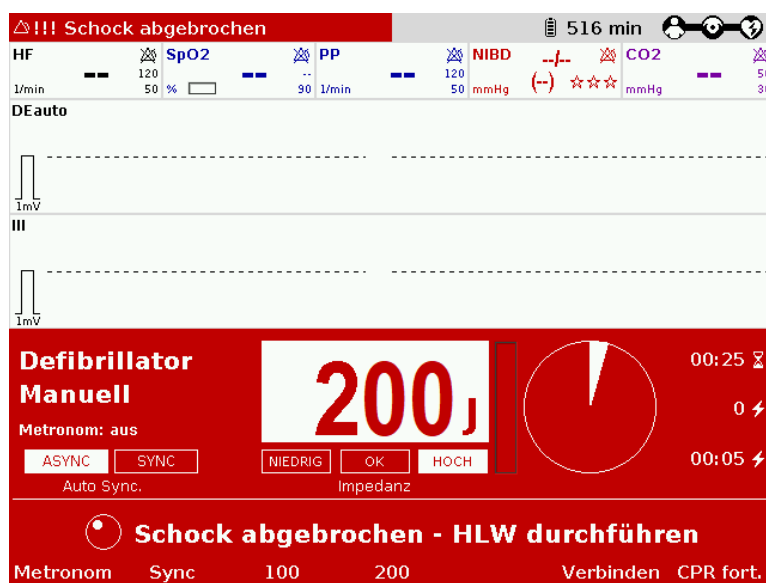 !!! Schock abgebrochen 516 min
HF SpO2 PP NIBD --/-- CO2
-- 120 -- -- -- 120 (--) ☆☆☆ --
1/min 50 % 90 1/min 50 mmHg mmHg
DEauto
1mV
III
1mV
Defibrillator
Manuell
200 J
00:25
0
Metronom: aus
ASYNC SYNC NIEDRIG OK HOCH 00:05
Auto Sync. Impedanz
Schock abgebrochen - HLW durchführen
Metronom Sync 100 200 Verbinden CPR fort.